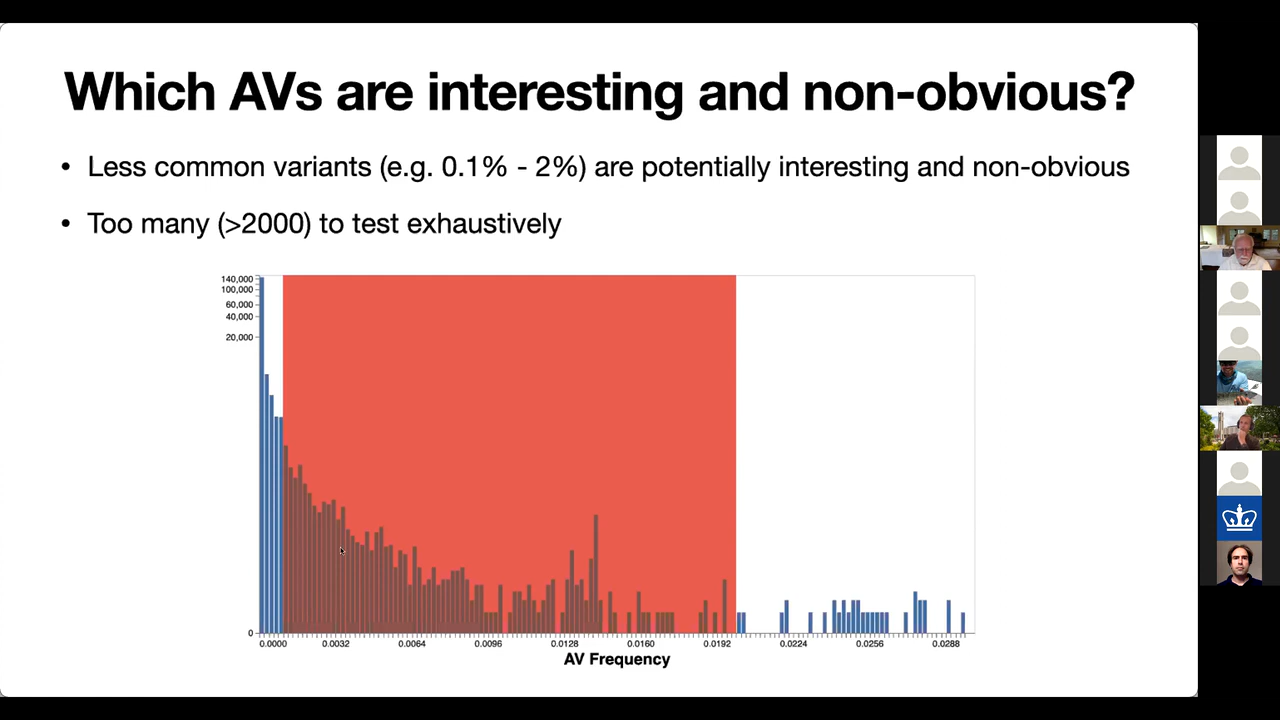 Which AVs are interesting and non-obvious?
• Less common variants (e.g. 0.1% - 2%) are potentially interesting and non-obvious
• Too many (>2000) to test exhaustively
140,000
100,000
60,000
40,000
20,000
0
0.0000 0.0032 0.0064 0.0096 0.0128 0.0160 0.0192 0.0224 0.0256 0.0288
AV Frequency